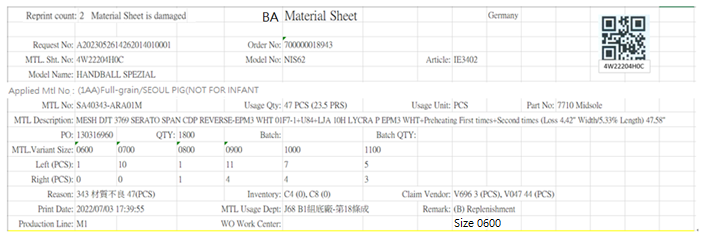 Reprint count: 2 Material Sheet is damaged BA Material Sheet Germany
Request No: A2023052614262014010001 Order No: 700000018943
MTL. Sht. No: 4W22204H0C Model No: NIS62 Article: IE3402 4W22204H0C
Model Name: HANDBALL SPEZIAL
Applied Mtl No : (1AA)Full-grain/SEOUL PIG(NOT FOR INFANT
MTL No: SA40343-ARA01M Usage Qty: 47 PCS (23.5 PRS) Usage Unit: PCS Part No: 7710 Midsole
MTL Description: MESH DJT 3769 SERATO SPAN CDP REVERSE-EPM3 WHT 01F7-1+U84+LJA 10H LYCRA P EPM3 WHT+Preheating First times+Second times (Loss 4.42" Width/5.33% Length) 47.58"
PO: 130316960 QTY: 1800 Batch: Batch QTY:
MTL.Variant Size: 0600 0700 0800 0900 1000 1100
Left (PCS): 1 10 1 11 7 5
Right (PCS): 0 0 1 4 4 3
Reason: 343 材質不良 47(PCS) Inventory: C4 (0), C8 (0) Claim Vendor: V696 3 (PCS), V047 44 (PCS)
Print Date: 2022/07/03 17:39:55 MTL Usage Dept: J68 B1組底廠-第18條成 Remark: (B) Replenishment
Production Line: M1 WO Work Center: Size 0600